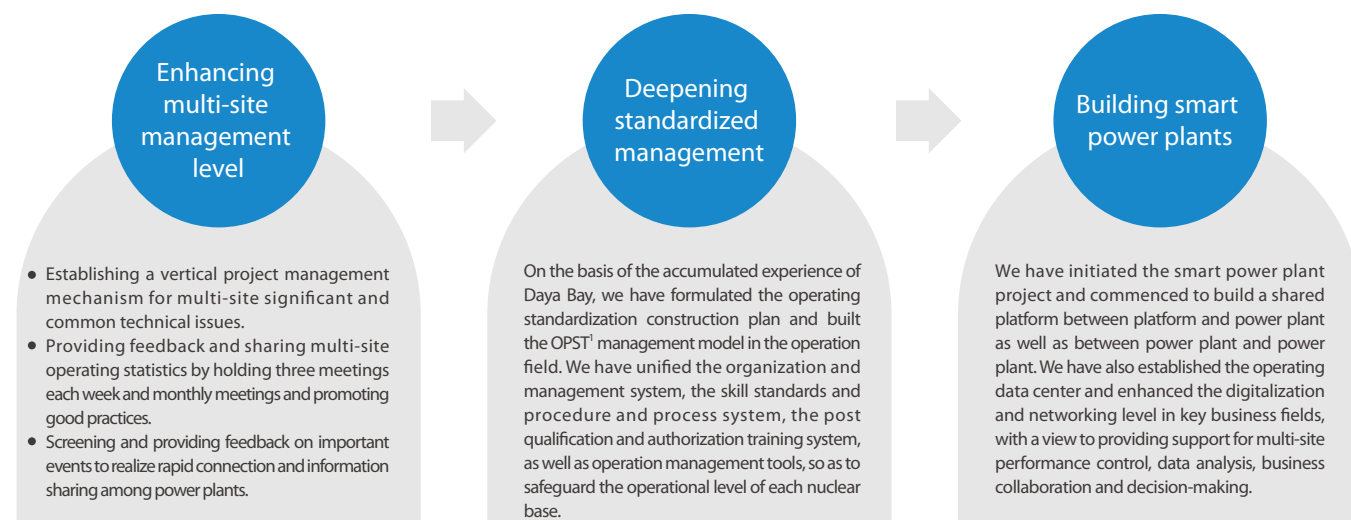 Enhancing
multi-site
management
level
• Establishing a vertical project management
mechanism for multi-site significant and
common technical issues.
• Providing feedback and sharing multi-site
operating statistics by holding three meetings
each week and monthly meetings and promoting
good practices.
• Screening and providing feedback on important
events to realize rapid connection and information
sharing among power plants.
Deepening
standardized
management
On the basis of the accumulated experience of
Daya Bay, we have formulated the operating
standardization construction plan and built
the OPST¹ management model in the operation
field. We have unified the organization and
management system, the skill standards and
procedure and process system, the post
qualification and authorization training system,
as well as operation management tools, so as to
safeguard the operational level of each nuclear
base.
Building smart
power plants
We have initiated the smart power plant
project and commenced to build a shared
platform between platform and power plant
as well as between power plant and power
plant. We have also established the operating
data center and enhanced the digitalization
and networking level in key business fields,
with a view to providing support for multi-site
performance control, data analysis, business
collaboration and decision-making.